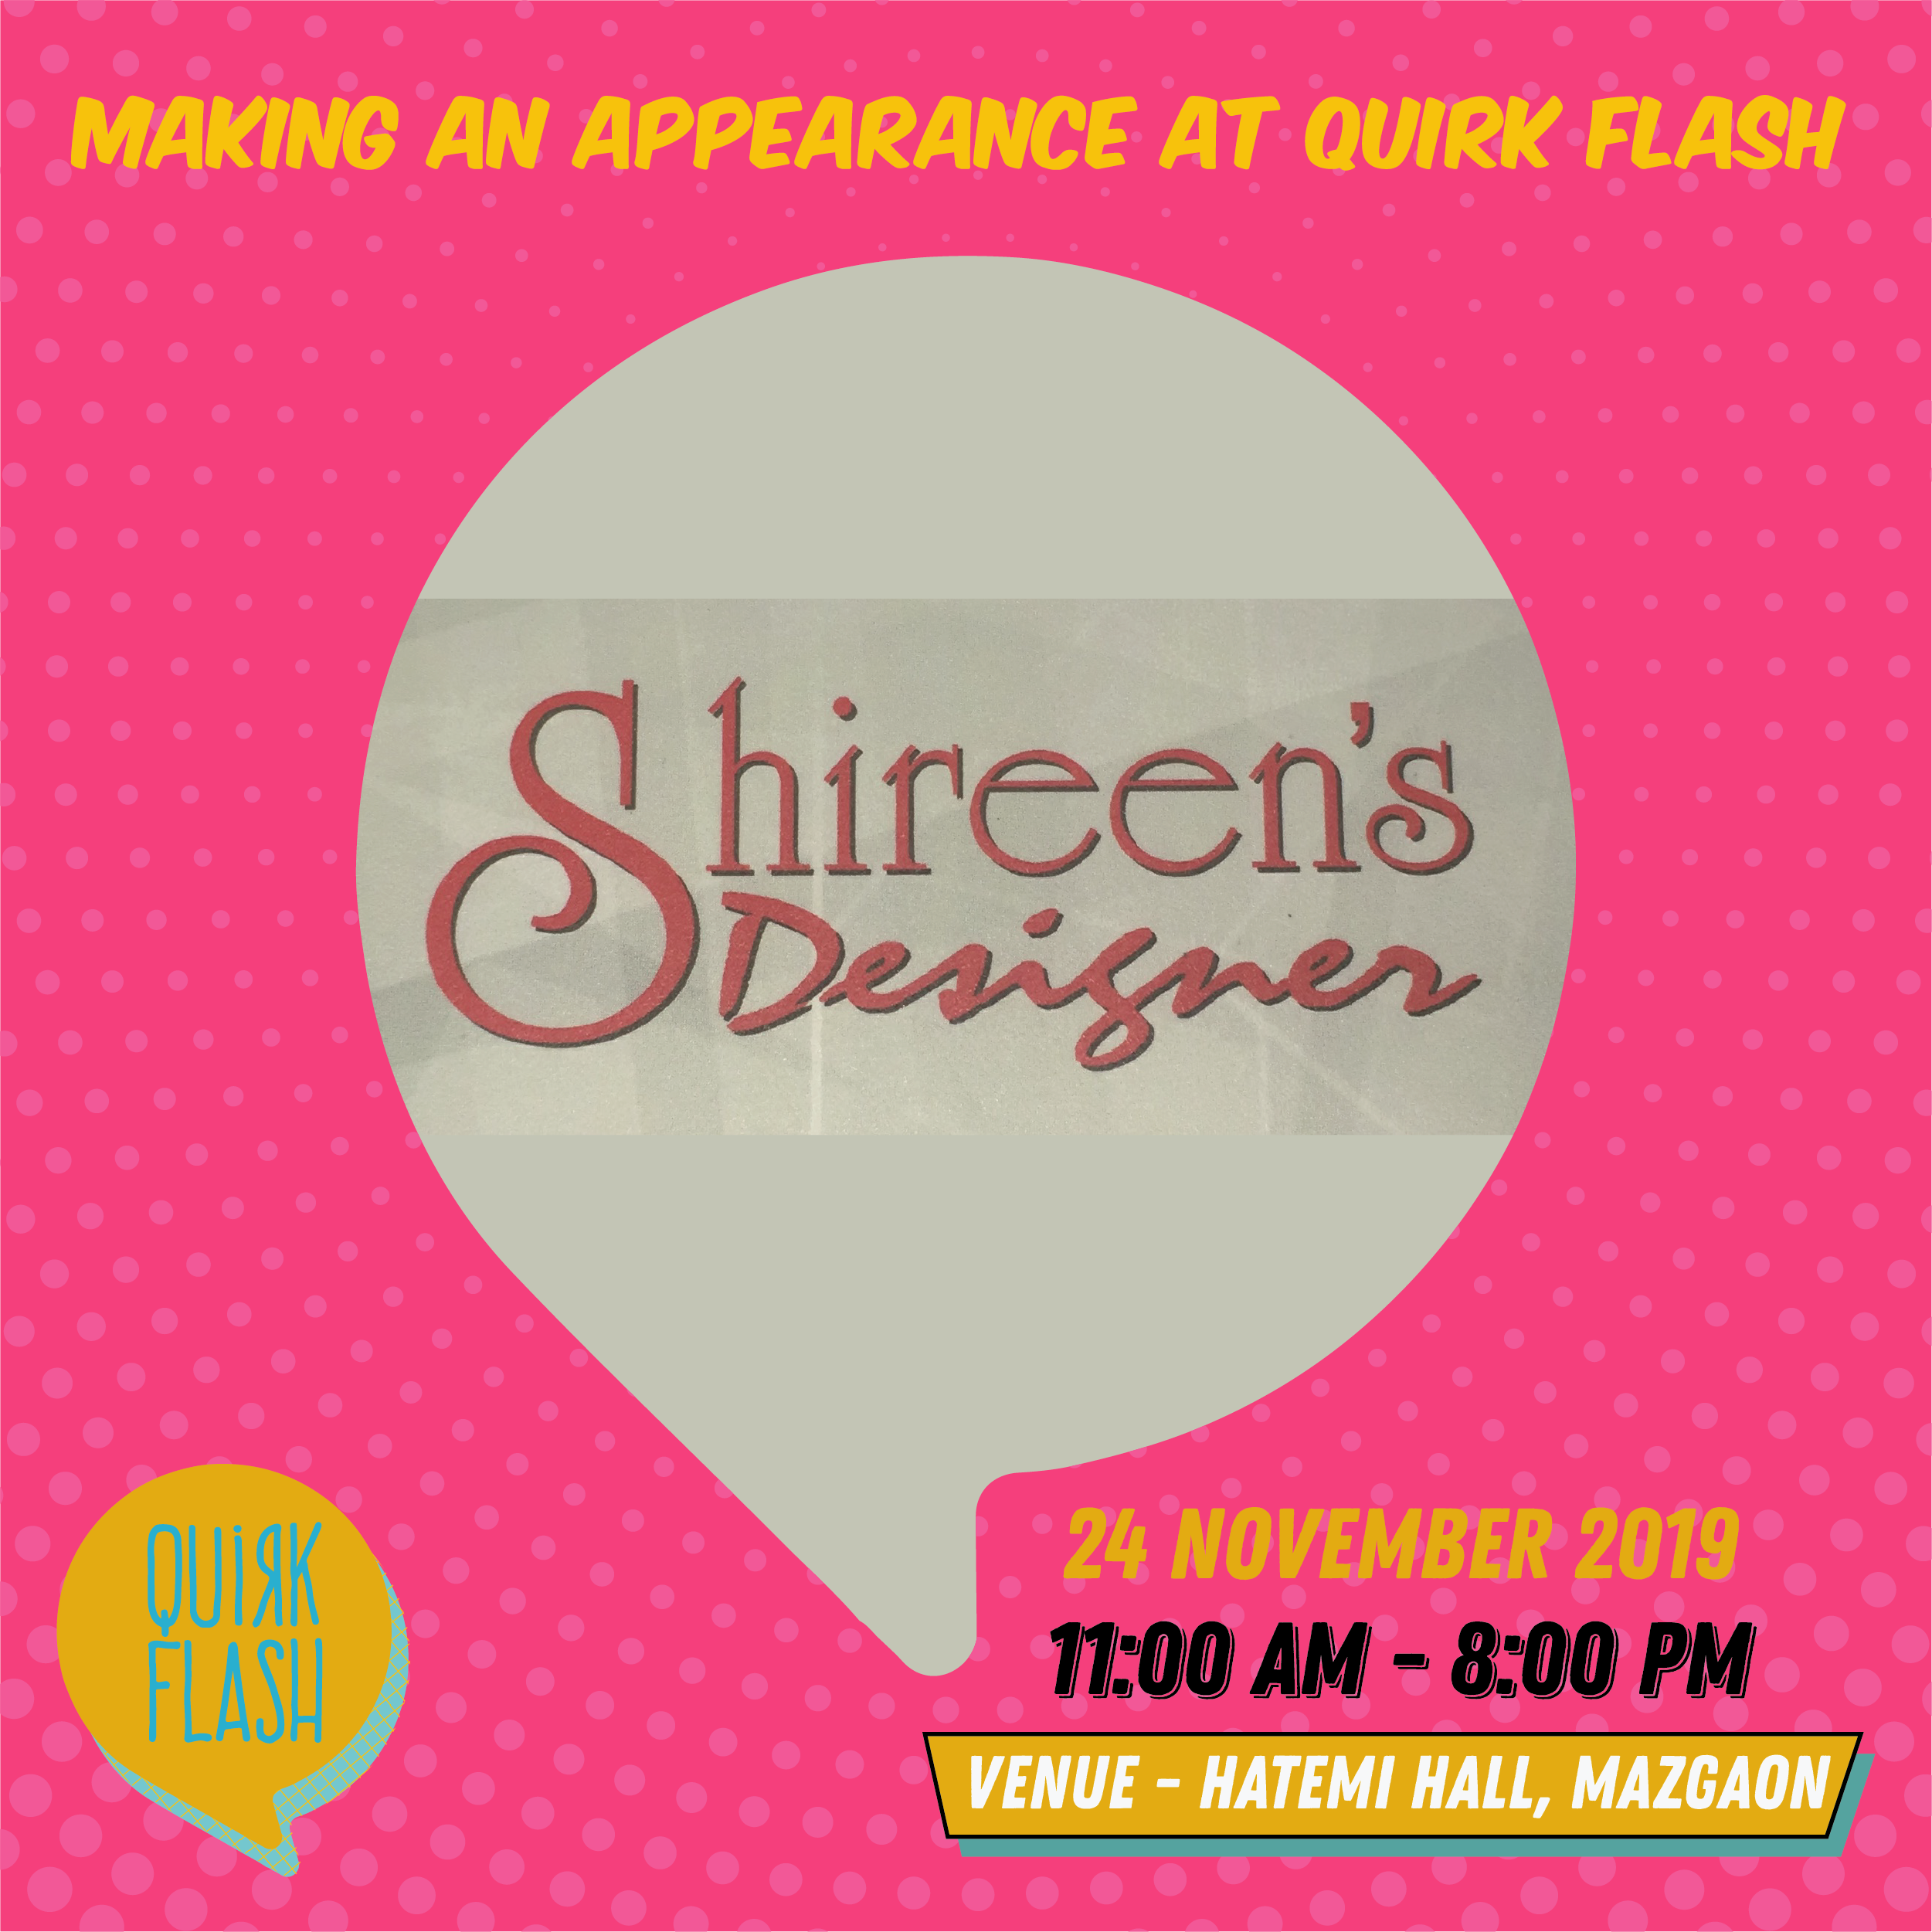 MAKING AN APPEARANCE AT QUIRK FLASH
Shireen's
Designer
24 NOVEMBER 2019
11:00 AM - 8:00 PM
VENUE - HATEMI HALL, MAZGAON
QUIRK
FLASH